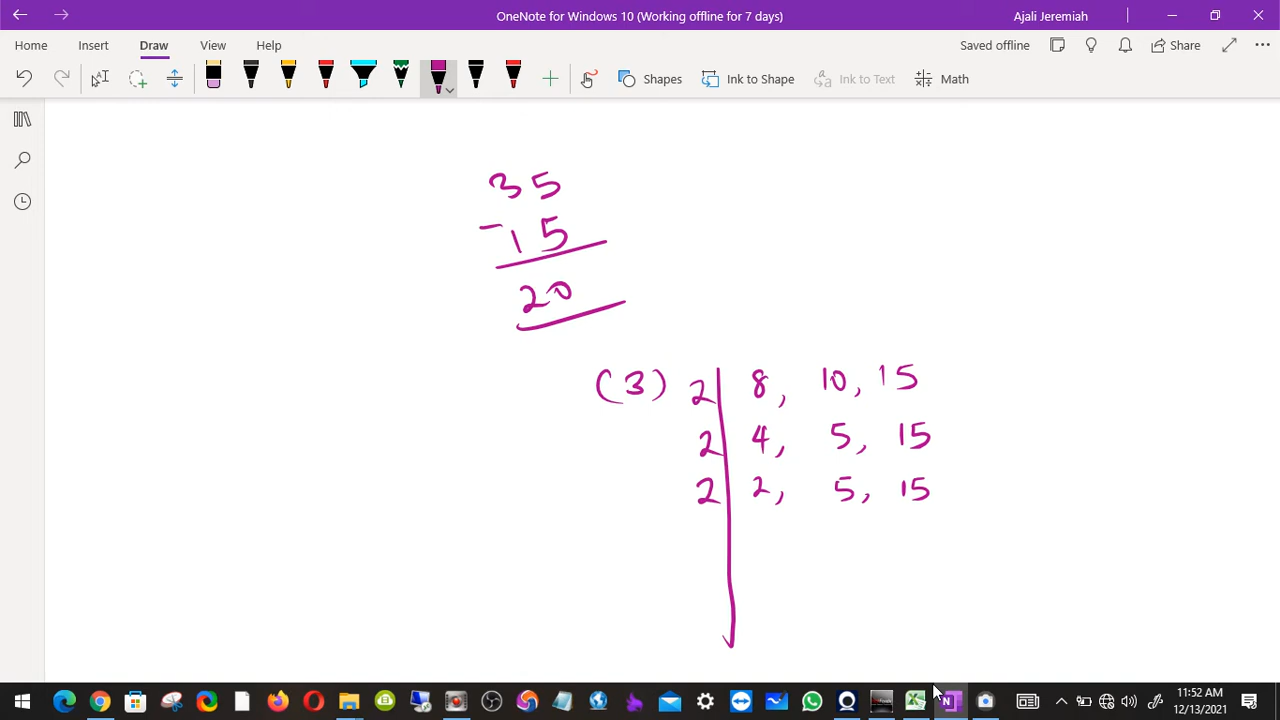 OneNote for Windows 10 (Working offline for 7 days)
Ajali Jeremiah
Home Insert Draw View Help
Saved offline
Share
Shapes
Ink to Shape
Ink to Text
Math
35
-15
20
(3) 2 8, 10, 15
2 4, 5, 15
2 2, 5, 15
11:52 AM
12/13/2021